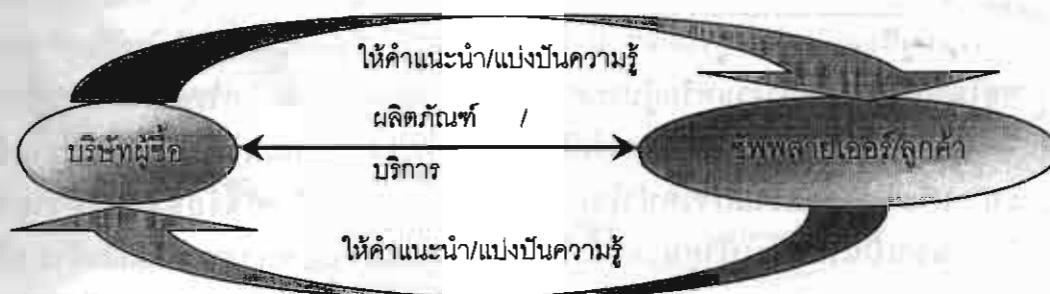 ให้คำแนะนำ/แบ่งปันความรู้
ผลิตภัณฑ์ /
บริษัทผู้ซื้อ
ซัพพลายเออร์/ลูกค้า
บริการ
ให้คำแนะนำ/แบ่งปันความรู้